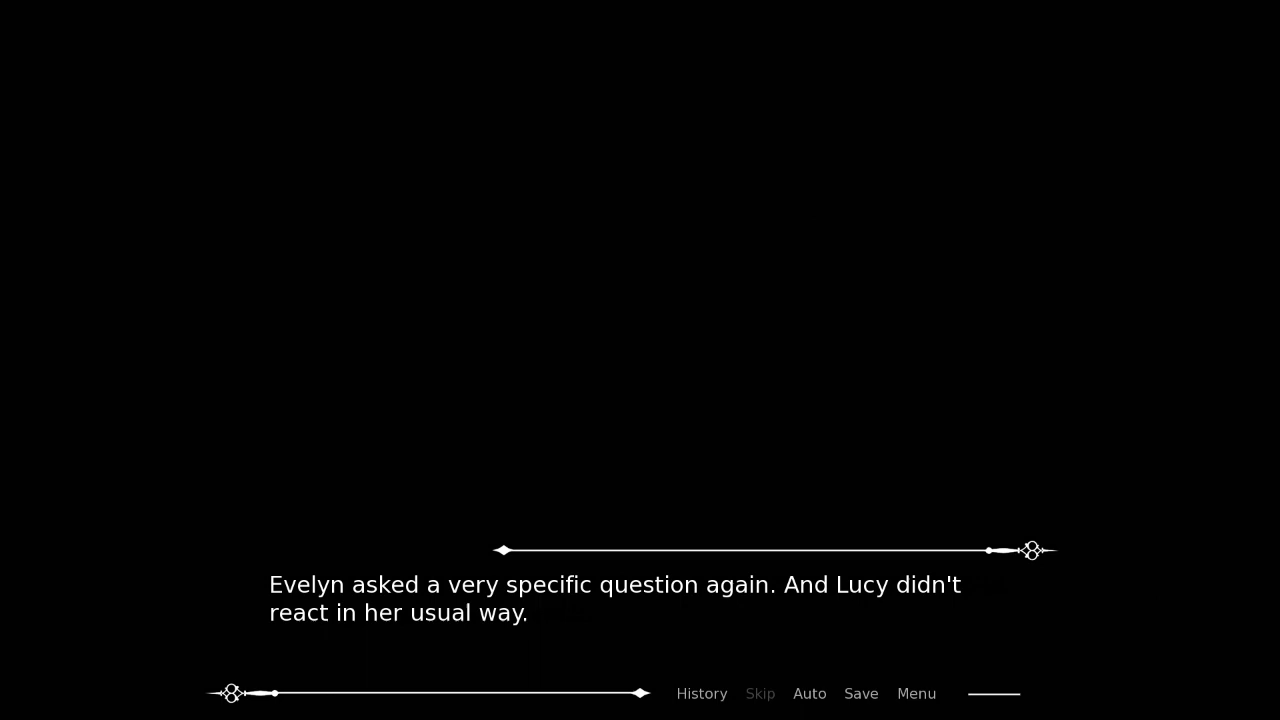 Evelyn asked a very specific question again. And Lucy didn't
react in her usual way.
History Skip Auto Save Menu